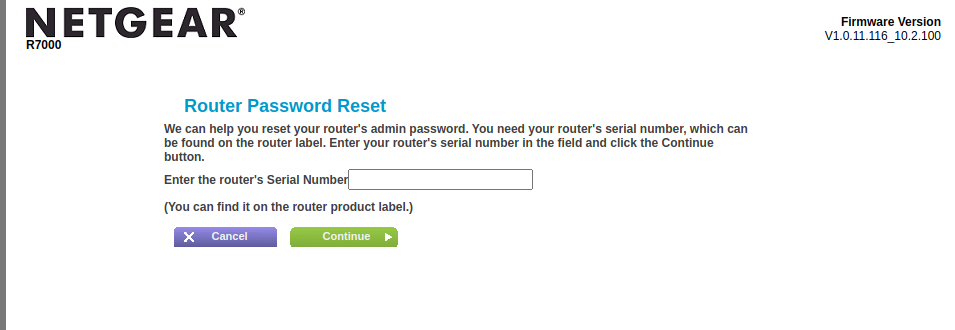 NETGEAR®
R7000
Firmware Version
V1.0.11.116_10.2.100
Router Password Reset
We can help you reset your router's admin password. You need your router's serial number, which can
be found on the router label. Enter your router's serial number in the field and click the Continue
button.
Enter the router's Serial Number
(You can find it on the router product label.)
Cancel Continue